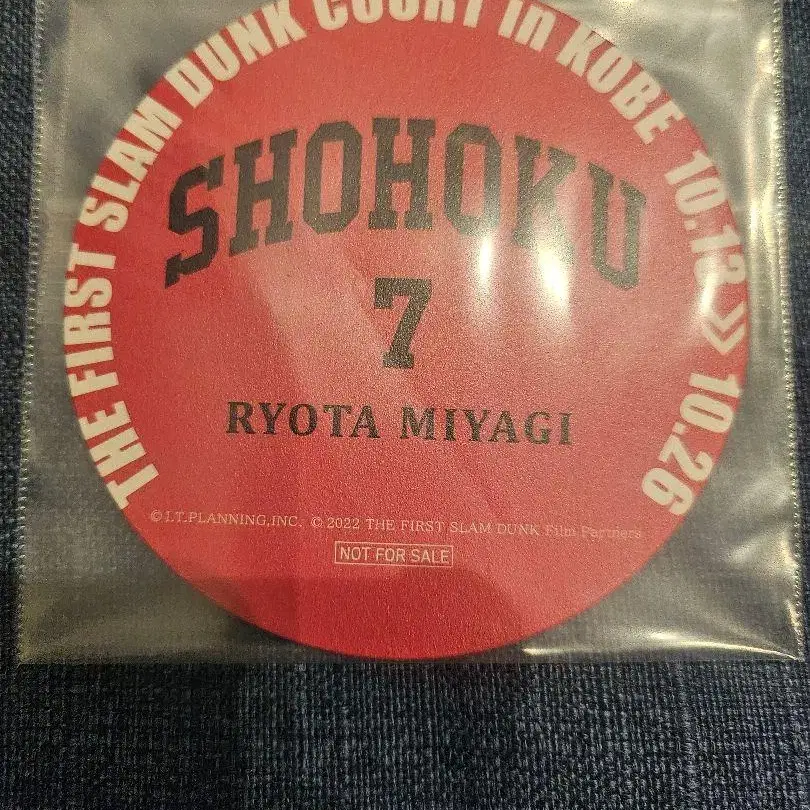 THE FIRST SLAM DUNK COURT in KOBE 10.13 » 10.26
SHOHOKU
7
RYOTA MIYAGI
© I.T.PLANNING,INC. © 2022 THE FIRST SLAM DUNK Film Partners
NOT FOR SALE